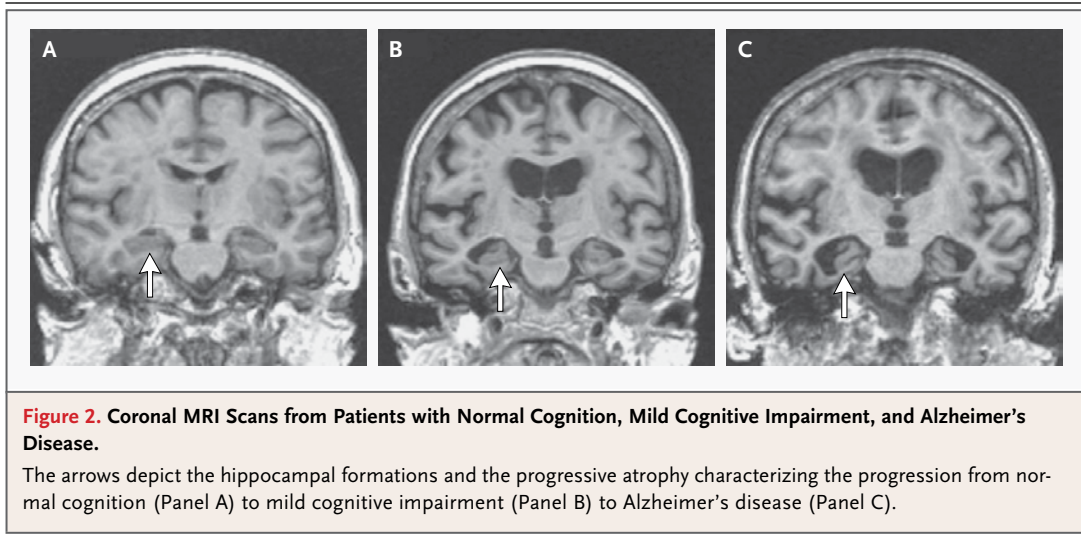 A
B
C
Figure 2. Coronal MRI Scans from Patients with Normal Cognition, Mild Cognitive Impairment, and Alzheimer’s
Disease.
The arrows depict the hippocampal formations and the progressive atrophy characterizing the progression from nor-
mal cognition (Panel A) to mild cognitive impairment (Panel B) to Alzheimer’s disease (Panel C).